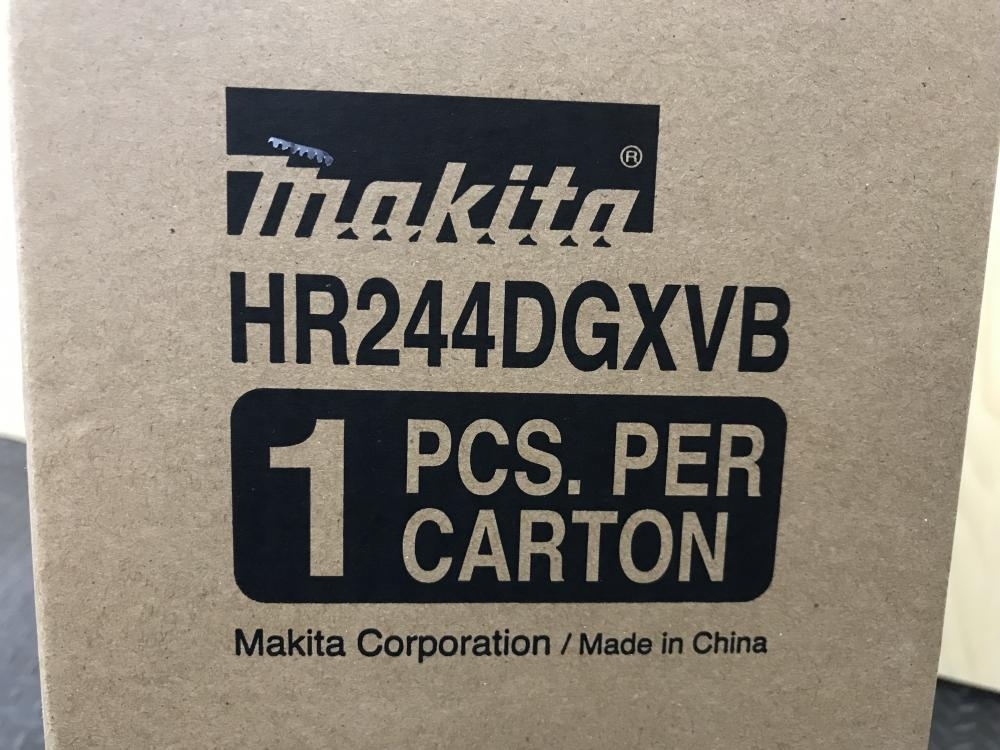 makita®
HR244DGXVB
1 PCS. PER
CARTON
Makita Corporation / Made in China